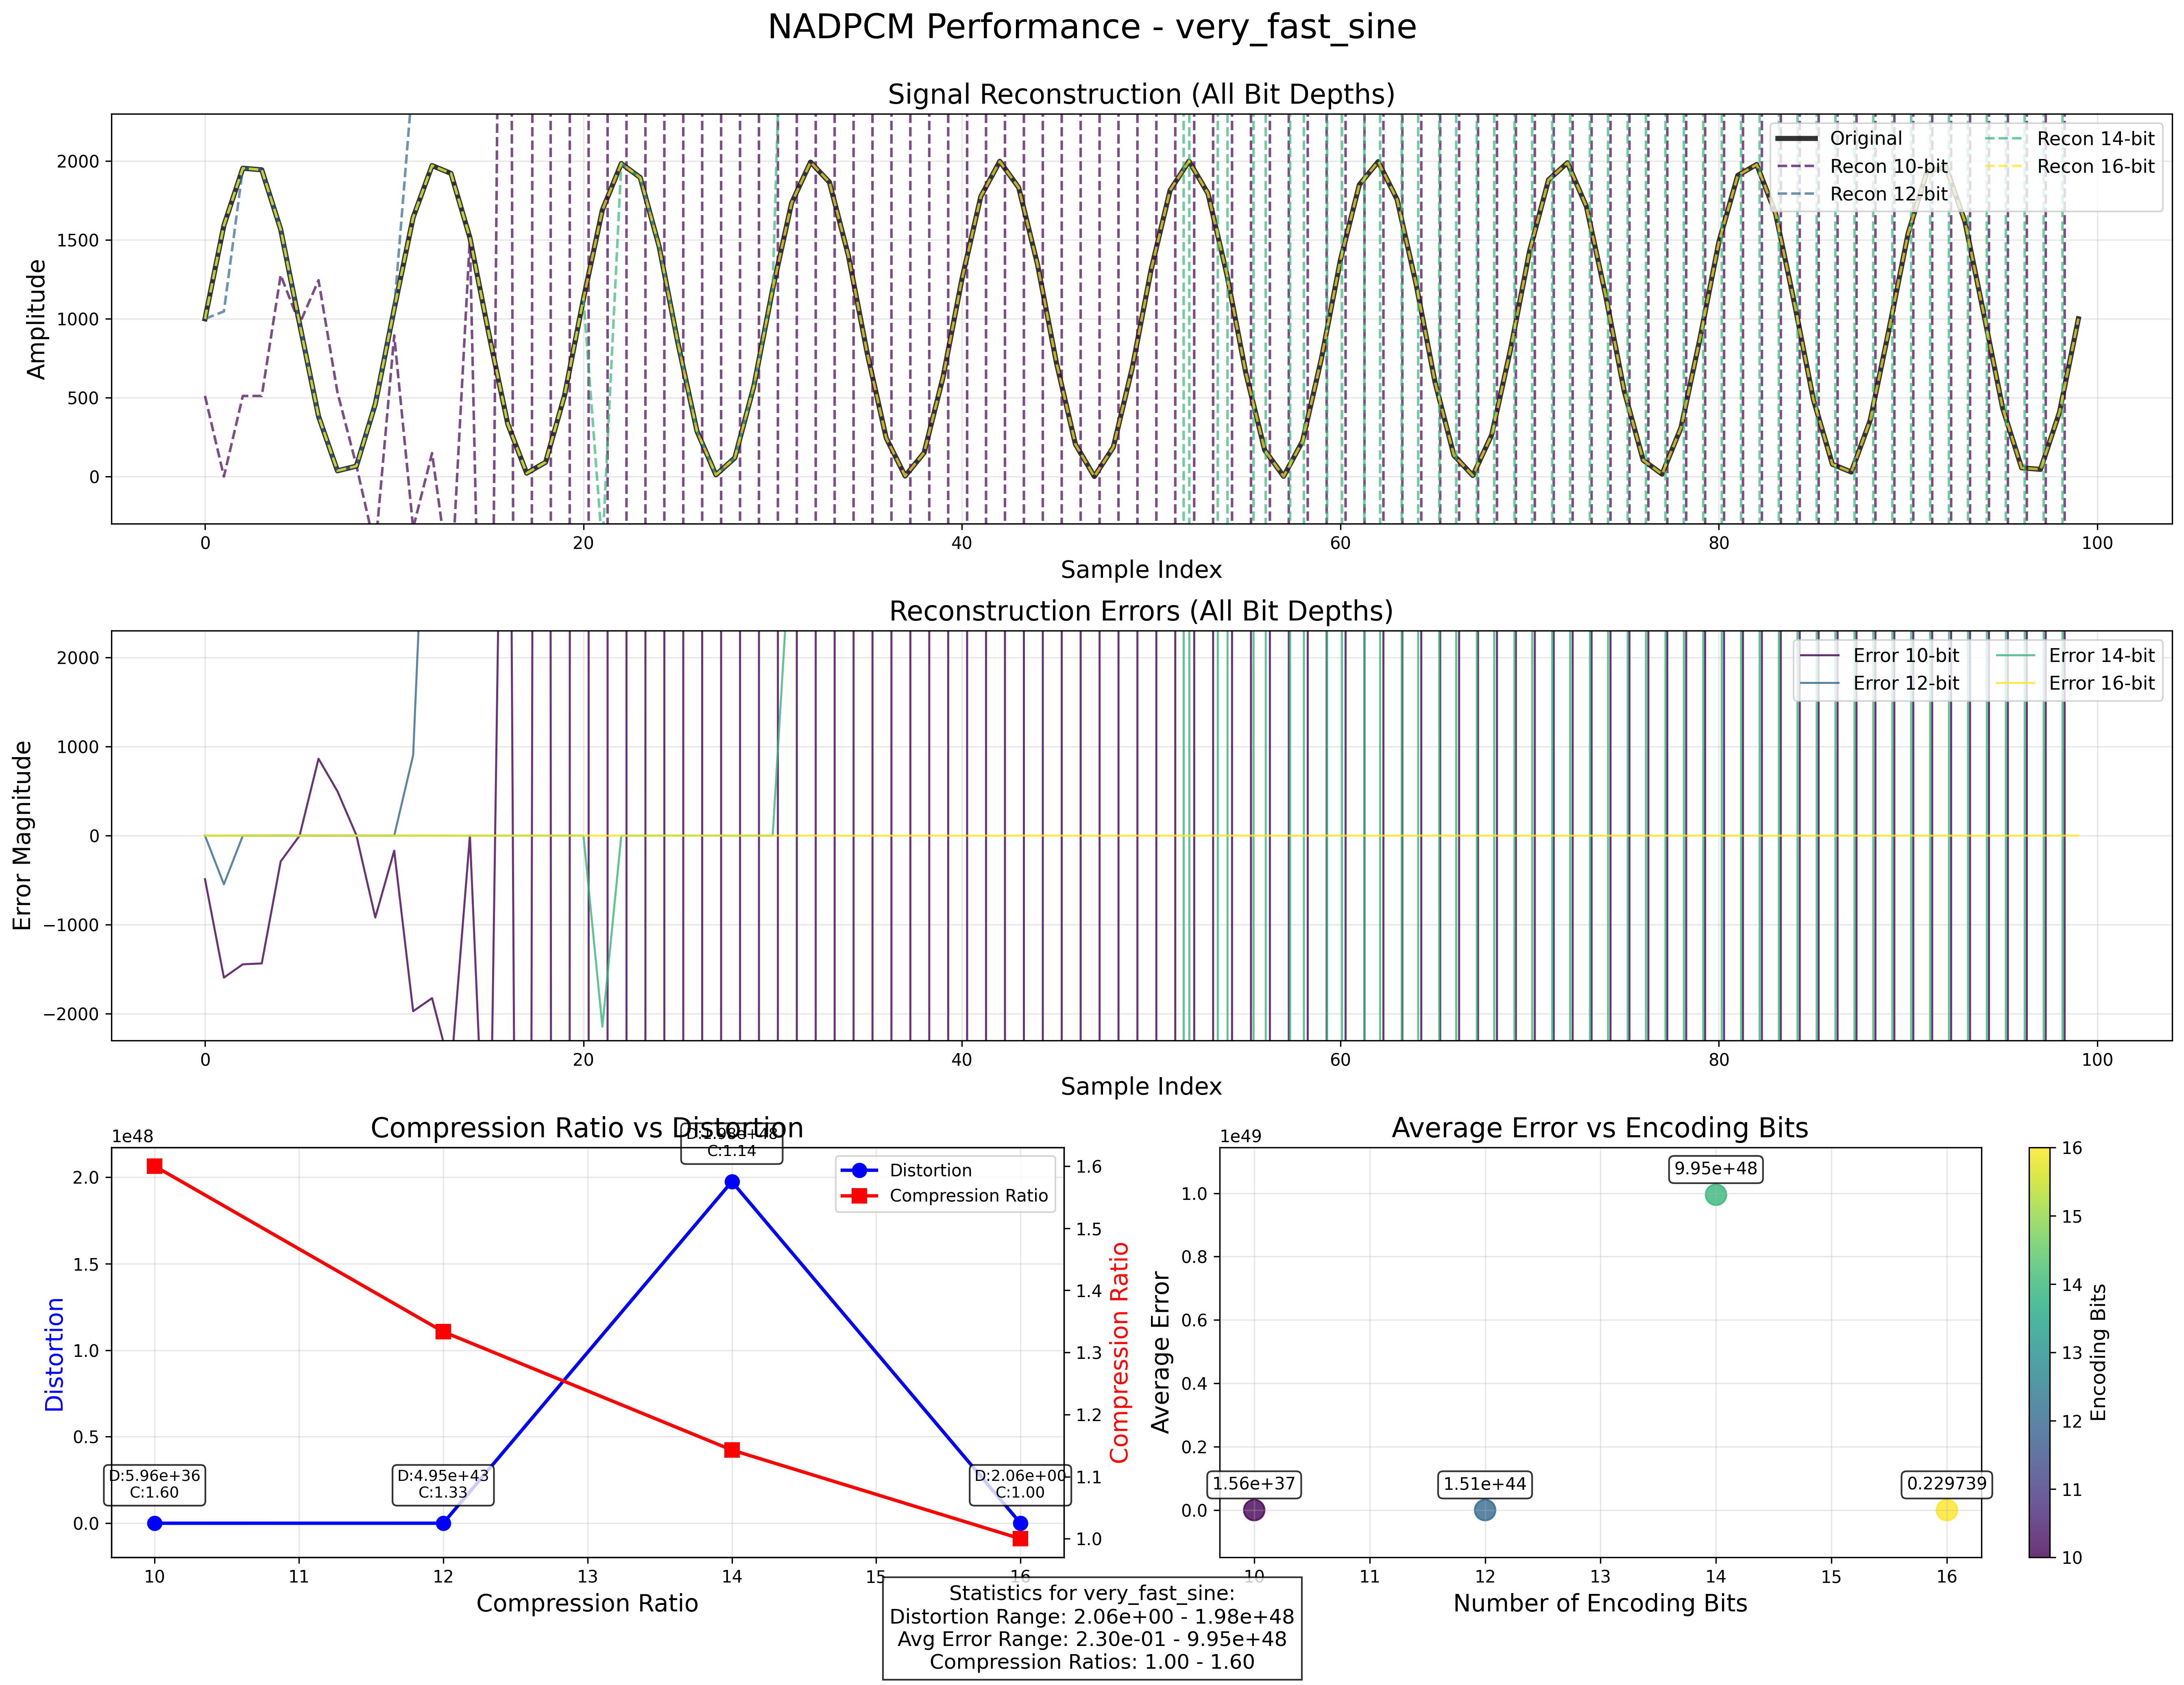 NADPCM Performance - very_fast_sine
Signal Reconstruction (All Bit Depths)
Amplitude
2000
1500
1000
500
0
Original
Recon 10-bit
Recon 12-bit
Recon 14-bit
Recon 16-bit
0 20 40 60 80 100
Sample Index
Reconstruction Errors (All Bit Depths)
Error Magnitude
2000
1000
0
−1000
−2000
Error 10-bit
Error 12-bit
Error 14-bit
Error 16-bit
0 20 40 60 80 100
Sample Index
Compression Ratio vs Distortion
1e48
Distortion
2.0
1.5
1.0
0.5
0.0
D:1.98e+48
C:1.14
Distortion
Compression Ratio
D:5.96e+36
C:1.60
D:4.95e+43
C:1.33
D:2.06e+00
C:1.00
1.6
1.5
1.4
1.3
1.2
1.1
1.0
Compression Ratio
10 11 12 13 14 15 16
Compression Ratio
Average Error vs Encoding Bits
1e49
Average Error
1.0
0.8
0.6
0.4
0.2
0.0
9.95e+48
1.56e+37
1.51e+44
0.229739
10 11 12 13 14 15 16
Number of Encoding Bits
16
15
14
13
12
11
10
Encoding Bits
Statistics for very_fast_sine:
Distortion Range: 2.06e+00 - 1.98e+48
Avg Error Range: 2.30e-01 - 9.95e+48
Compression Ratios: 1.00 - 1.60